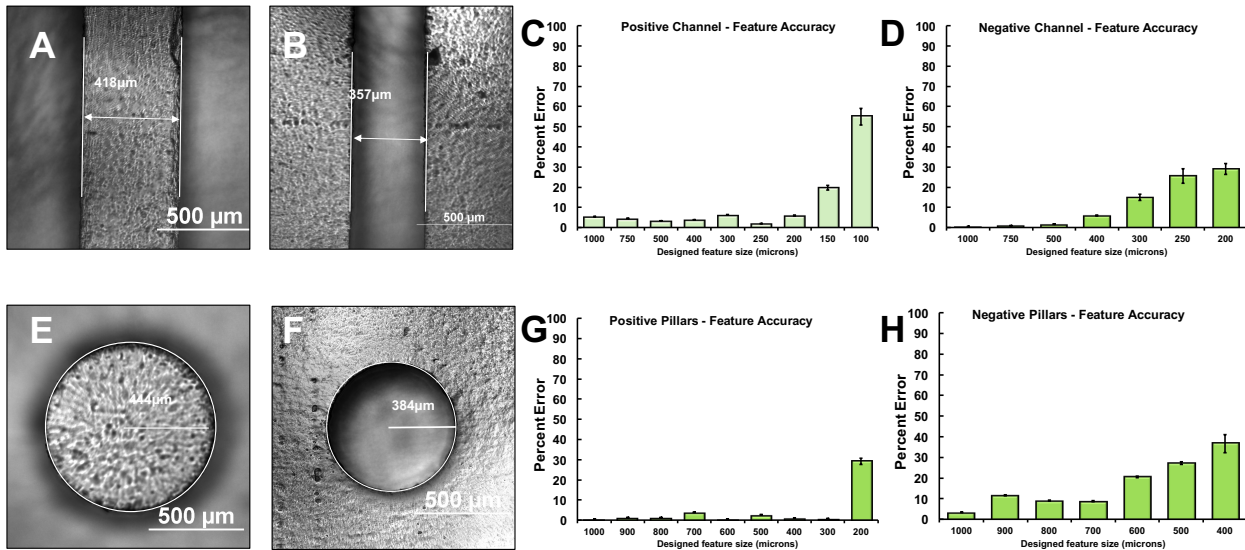 A
418µm
500 µm
B
357µm
500 µm
C
Positive Channel - Feature Accuracy
Percent Error
100
90
80
70
60
50
40
30
20
10
0
1000 750 500 400 300 250 200 150 100
Designed feature size (microns)
D
Negative Channel - Feature Accuracy
Percent Error
100
90
80
70
60
50
40
30
20
10
0
1000 750 500 400 300 250 200
Designed feature size (microns)
E
444µm
500 µm
F
384µm
500 µm
G
Positive Pillars - Feature Accuracy
Percent Error
100
90
80
70
60
50
40
30
20
10
0
1000 900 800 700 600 500 400 300 200
Designed feature size (microns)
H
Negative Pillars - Feature Accuracy
Percent Error
100
90
80
70
60
50
40
30
20
10
0
1000 900 800 700 600 500 400
Designed feature size (microns)